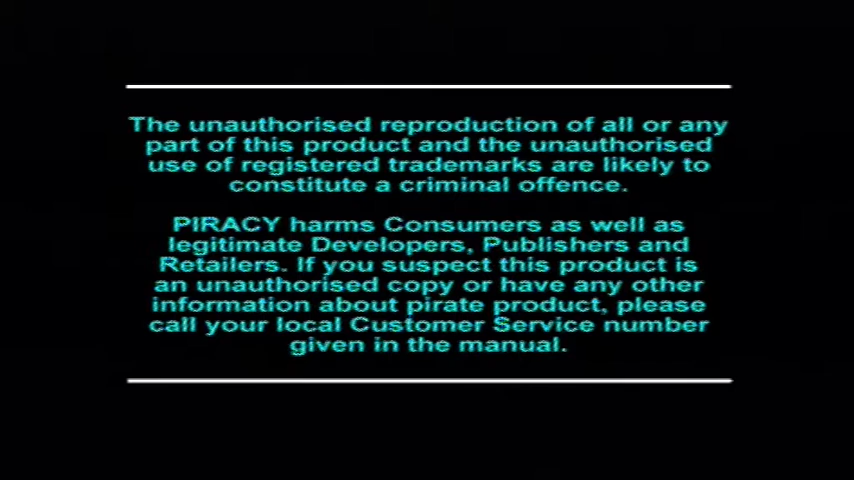 The unauthorised reproduction of all or any
part of this product and the unauthorised
use of registered trademarks are likely to
constitute a criminal offence.
PIRACY harms Consumers as well as
legitimate Developers, Publishers and
Retailers. If you suspect this product is
an unauthorised copy or have any other
information about pirate product, please
call your local Customer Service number
given in the manual.